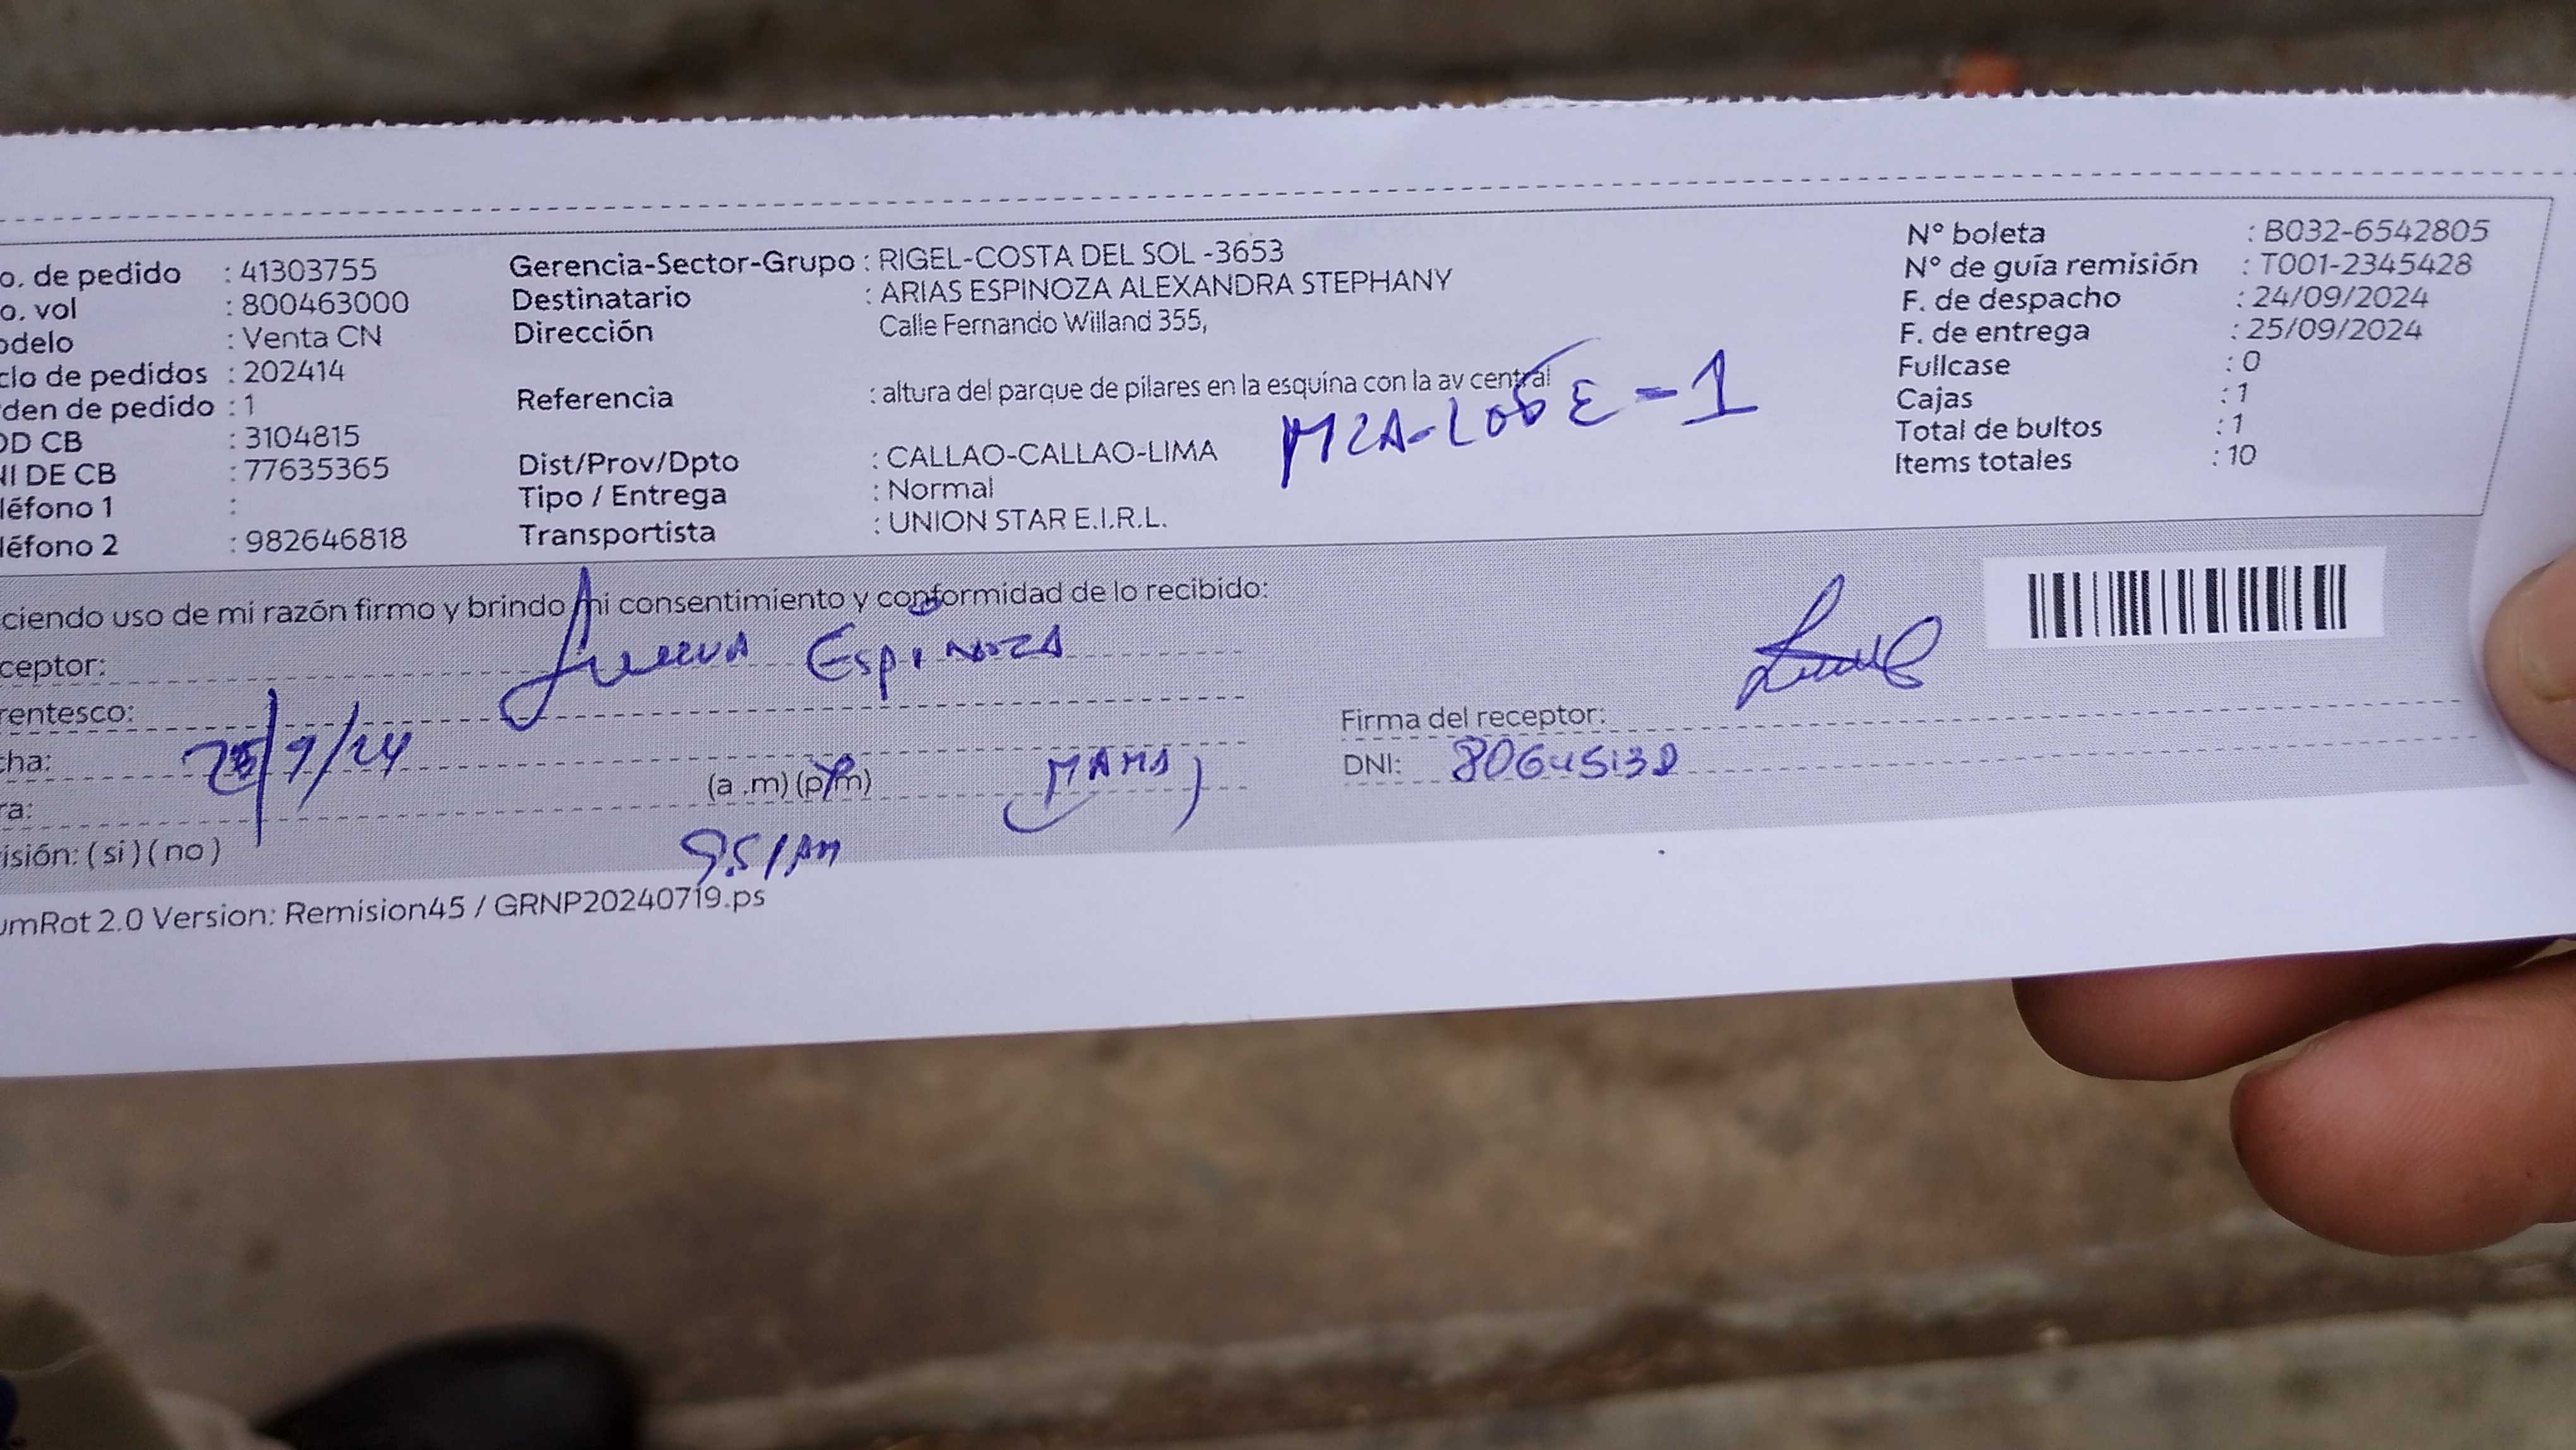 o. de pedido : 41303755
o. vol : 800463000
odelo : Venta CN
clo de pedidos : 202414
den de pedido : 1
OD CB : 3104815
NI DE CB : 77635365
léfono 1 :
léfono 2 : 982646818
Gerencia-Sector-Grupo : RIGEL-COSTA DEL SOL -3653
Destinatario : ARIAS ESPINOZA ALEXANDRA STEPHANY
Dirección Calle Fernando Willand 355,
Referencia : altura del parque de pilares en la esquina con la av central
MZA-LOTE E-1
Dist/Prov/Dpto : CALLAO-CALLAO-LIMA
Tipo / Entrega : Normal
Transportista : UNION STAR E.I.R.L.
N° boleta : B032-6542805
N° de guía remisión : T001-2345428
F. de despacho : 24/09/2024
F. de entrega : 25/09/2024
Fullcase : 0
Cajas : 1
Total de bultos : 1
Items totales : 10
ciendo uso de mi razón firmo y brindo mi consentimiento y conformidad de lo recibido:
ceptor: Espinoza
rentesco:
cha: 25/9/24
(a .m) (p.m) (MAMA)
ra:
9.51 AM
isión: ( si ) ( no )
Firma del receptor:
DNI: 80645138
umRot 2.0 Version: Remision45 / GRNP20240719.ps